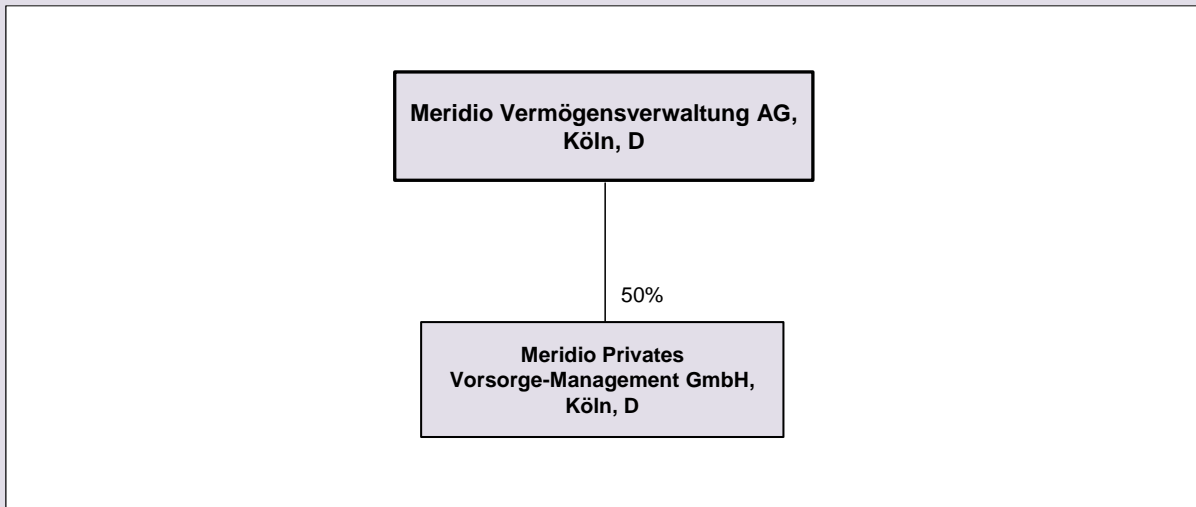 Meridio Vermögensverwaltung AG,
Köln, D
50%
Meridio Privates
Vorsorge-Management GmbH,
Köln, D